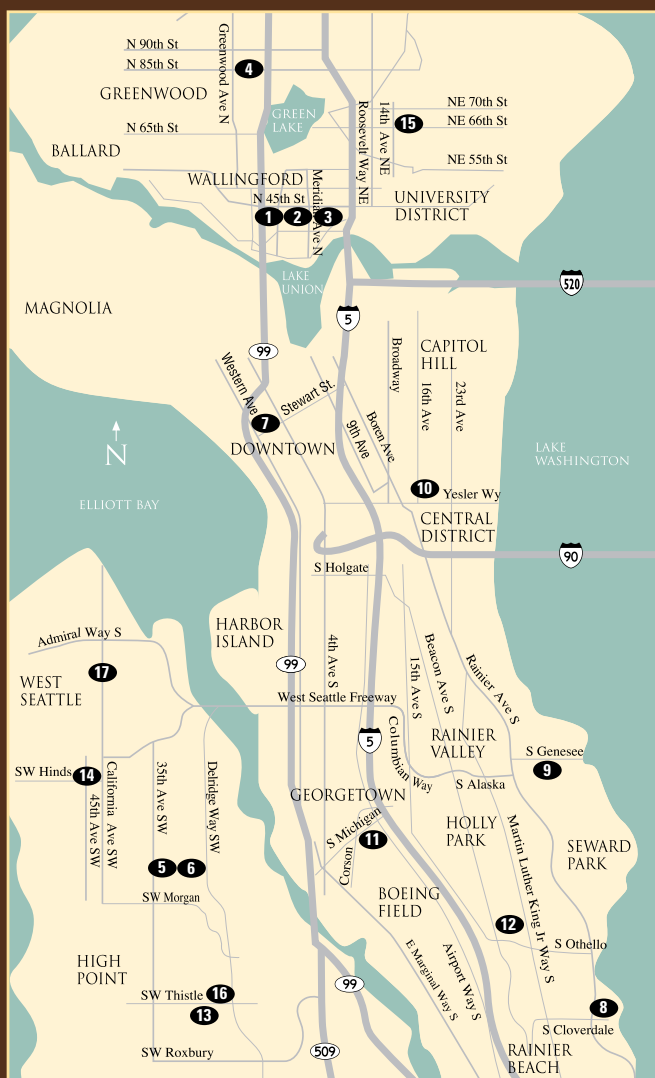 N 90th St
N 85th St
Greenwood Ave N
4
GREENWOOD
N 65th St
GREEN
LAKE
Roosevelt Way NE
14th Ave NE
NE 70th St
15
NE 66th St
BALLARD
NE 55th St
WALLINGFORD
Meridian Ave N
N 45th St
1
2
3
UNIVERSITY
DISTRICT
LAKE
UNION
520
MAGNOLIA
5
99
Broadway
CAPITOL
HILL
16th Ave
23rd Ave
Western Ave
Stewart St.
7
9th Ave
Boren Ave
DOWNTOWN
N
LAKE
WASHINGTON
10
Yesler Wy
ELLIOTT BAY
CENTRAL
DISTRICT
90
S Holgate
HARBOR
ISLAND
Admiral Way S
4th Ave S
15th Ave S
Beacon Ave S
Rainier Ave S
99
17
WEST
SEATTLE
West Seattle Freeway
5
Columbian Way
RAINIER
VALLEY
S Genesee
9
SW Hinds
14
45th Ave SW
California Ave SW
35th Ave SW
Delridge Way SW
S Alaska
GEORGETOWN
S Michigan
11
Corson
HOLLY
PARK
Martin Luther King Jr Way S
SEWARD
PARK
5
6
SW Morgan
BOEING
FIELD
12
S Othello
HIGH
POINT
E Marginal Way S
Airport Way S
99
SW Thistle
16
13
8
S Cloverdale
SW Roxbury
509
RAINIER
BEACH